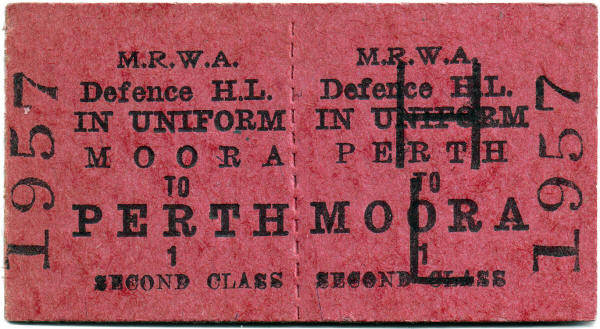 1957
M.R.W.A.
Defence H.L.
IN UNIFORM
MOORA
TO
PERTH
1
SECOND CLASS
M.R.W.A.
Defence H.L.
IN UNIFORM
PERTH
TO
MOORA
1
SECOND CLASS
H
L
1957